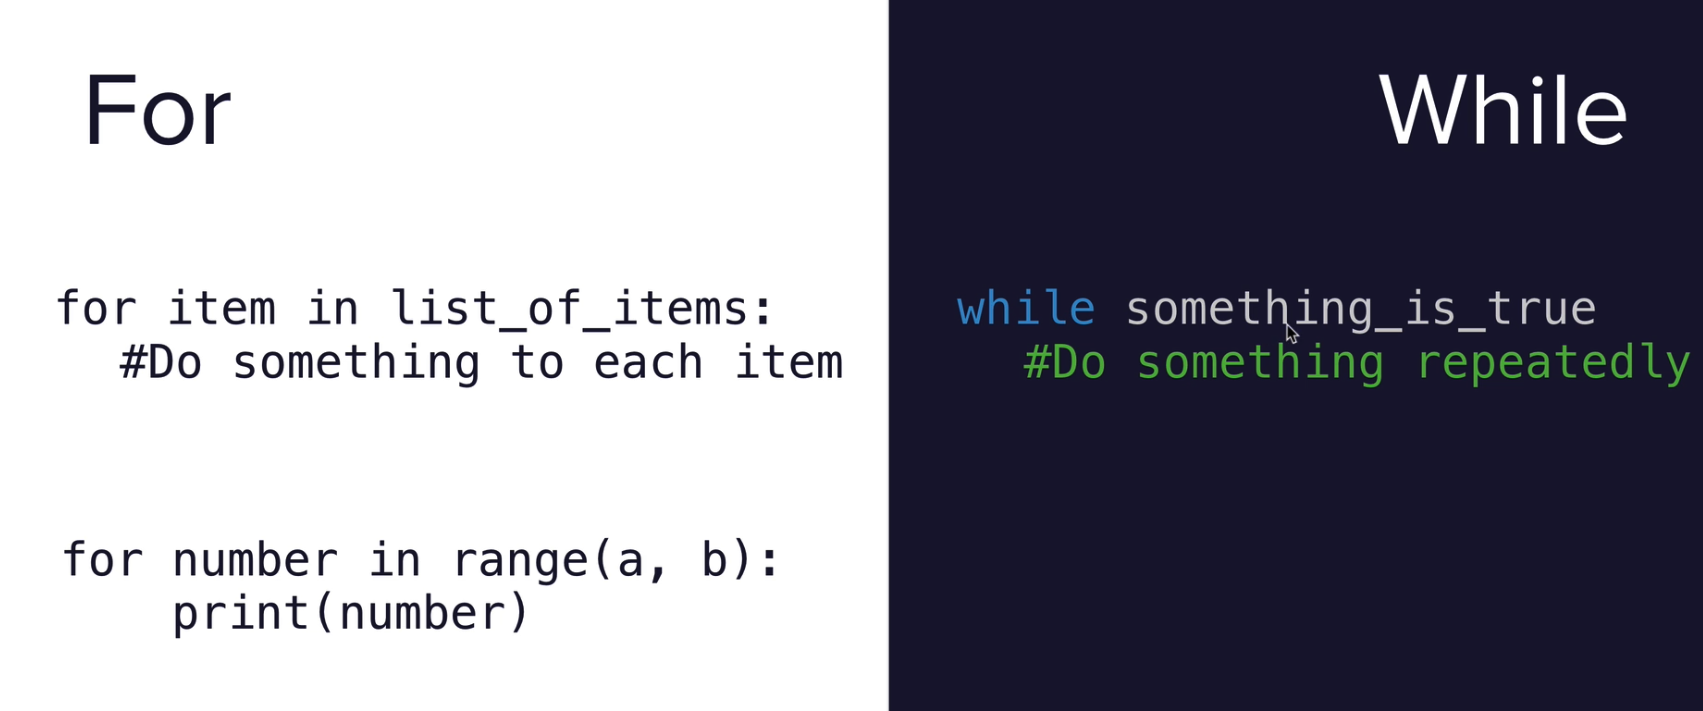 For
for item in list_of_items:
#Do something to each item
for number in range(a, b):
print(number)
While
while something_is_true
#Do something repeatedly